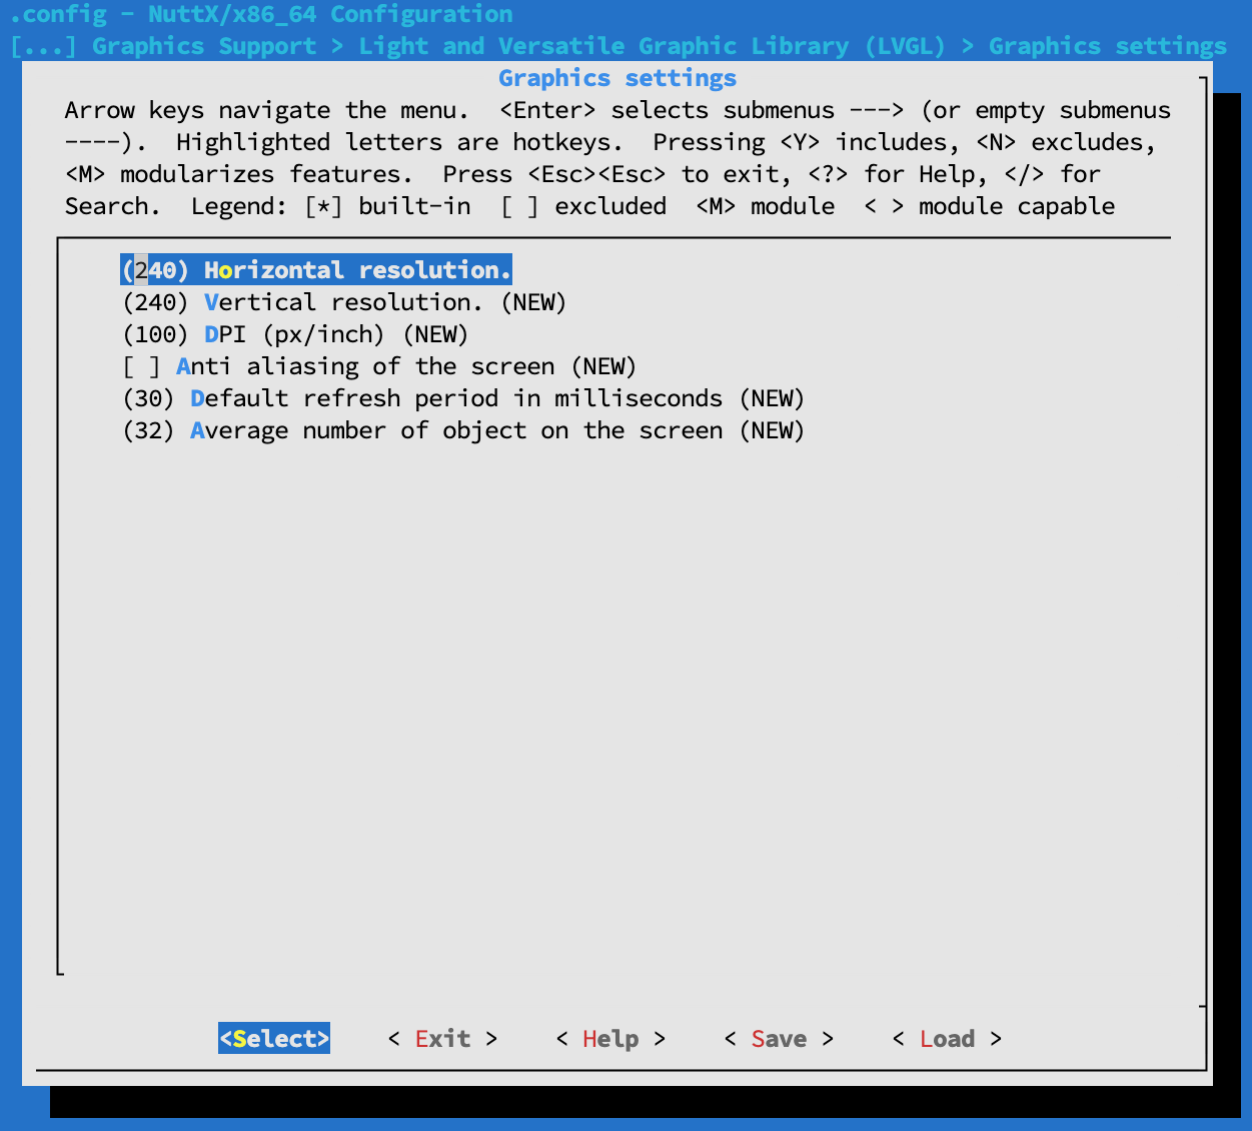 .config - NuttX/x86_64 Configuration
[...] Graphics Support > Light and Versatile Graphic Library (LVGL) > Graphics settings
Graphics settings
Arrow keys navigate the menu.  <Enter> selects submenus ---> (or empty submenus
----).  Highlighted letters are hotkeys.  Pressing <Y> includes, <N> excludes,
<M> modularizes features.  Press <Esc><Esc> to exit, <?> for Help, </> for
Search.  Legend: [*] built-in  [ ] excluded  <M> module  < > module capable
(240) Horizontal resolution.
(240) Vertical resolution. (NEW)
(100) DPI (px/inch) (NEW)
[ ] Anti aliasing of the screen (NEW)
(30) Default refresh period in milliseconds (NEW)
(32) Average number of object on the screen (NEW)
<Select>    < Exit >    < Help >    < Save >    < Load >